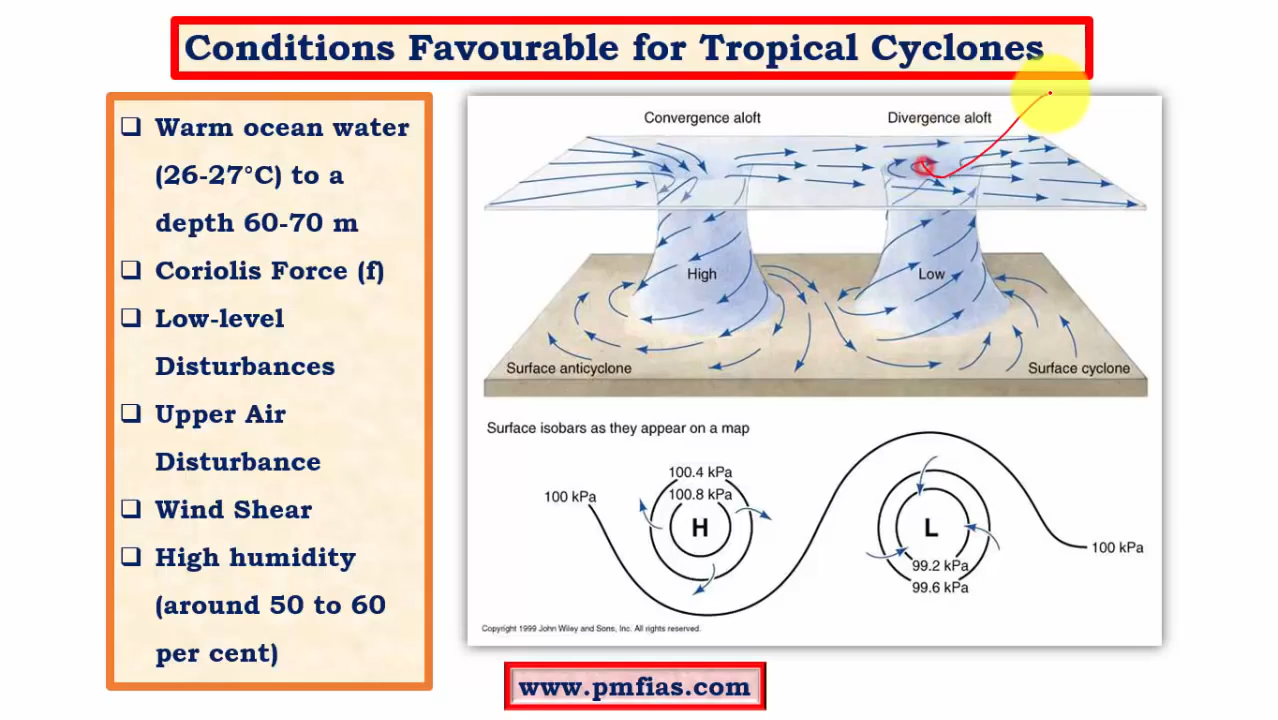 Conditions Favourable for Tropical Cyclones
Warm ocean water
(26-27°C) to a
depth 60-70 m
Coriolis Force (f)
Low-level
Disturbances
Upper Air
Disturbance
Wind Shear
High humidity
(around 50 to 60
per cent)
Convergence aloft
Divergence aloft
High
Low
Surface anticyclone
Surface cyclone
Surface isobars as they appear on a map
100 kPa
100.4 kPa
100.8 kPa
H
L
99.2 kPa
99.6 kPa
100 kPa
Copyright 1999 John Wiley and Sons, Inc. All rights reserved.
www.pmfias.com